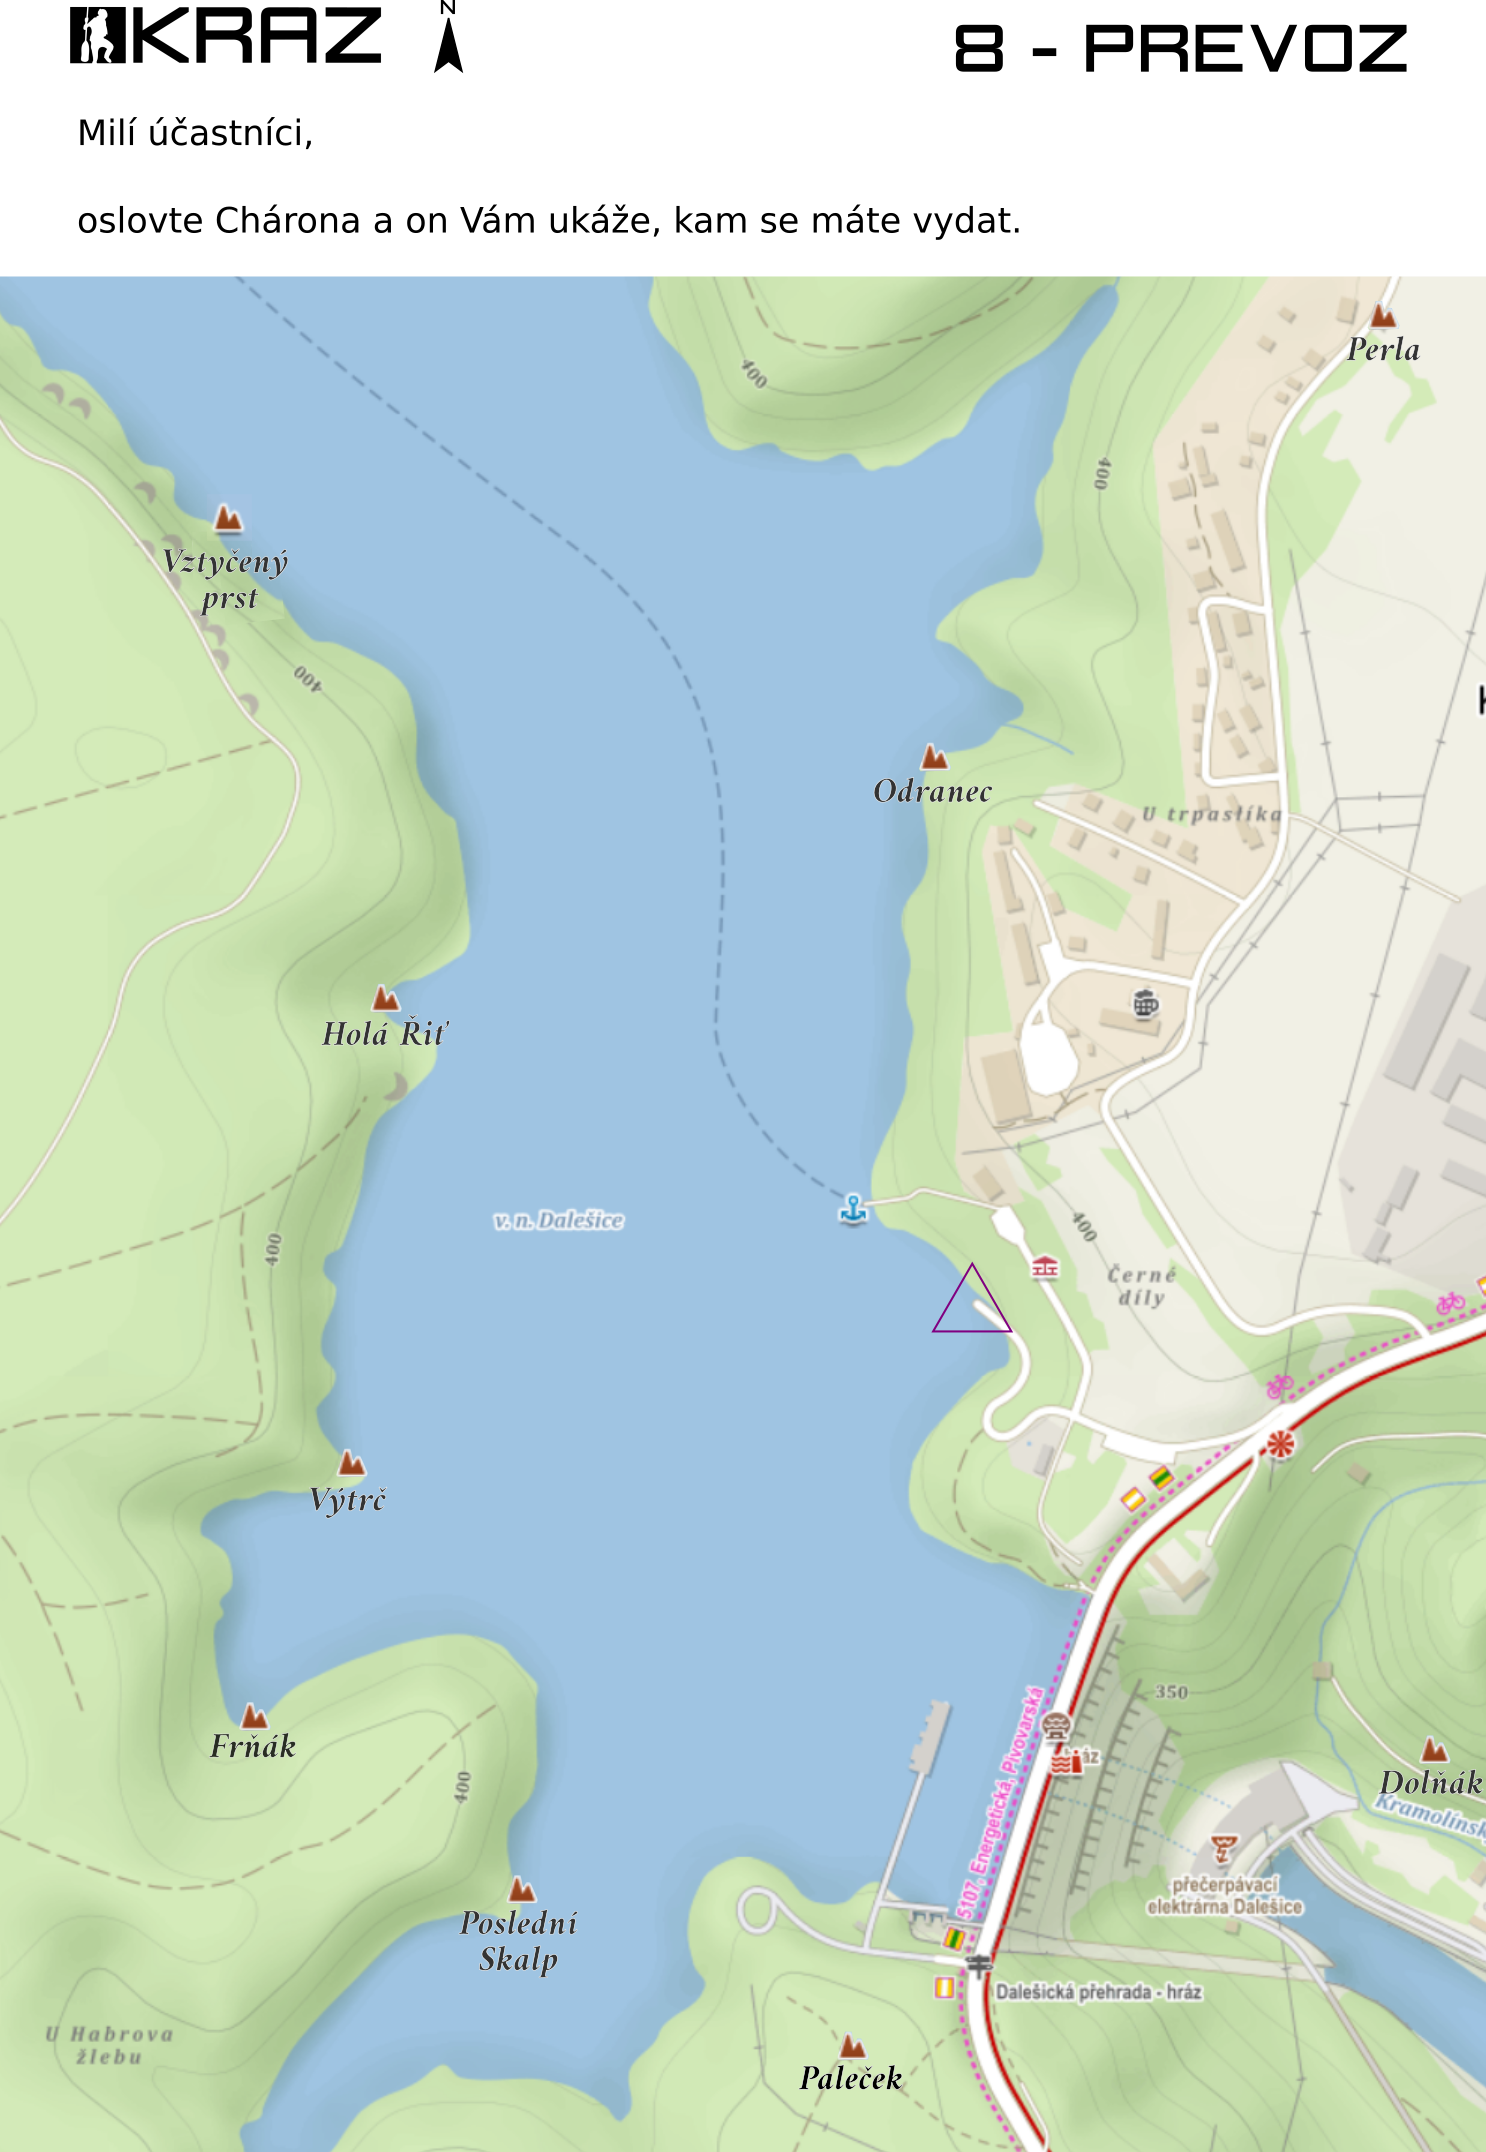 KRAZ
N
8 - PREVOZ
Milí účastníci,
oslovte Chárona a on Vám ukáže, kam se máte vydat.
Perla
400
400
Vztyčený
prst
400
Odranec
U trpaslíka
Holá Řiť
v. n. Dalešice
400
400
Černé
díly
Výtrč
Frňák
400
350
5107, Energetická, Pivovarská
Dolňák
přečerpávací
elektrárna Dalešice
Poslední
Skalp
Dalešická přehrada - hráz
U Habrova
žlebu
Paleček